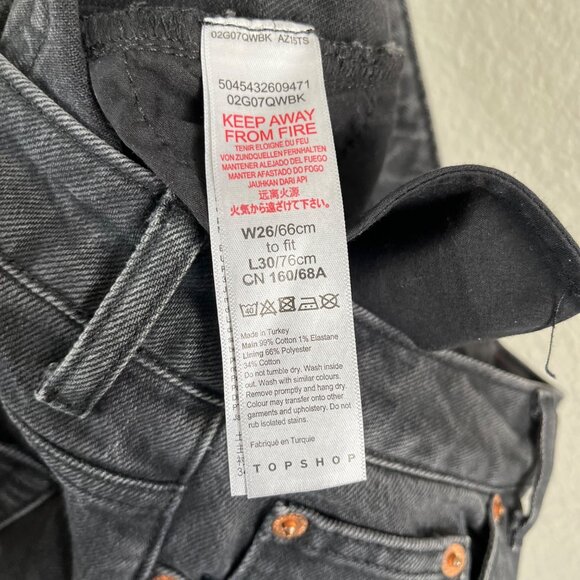 02G07QWBK AZ15TS
5045432609471
02G07QWBK
KEEP AWAY
FROM FIRE
TENIR ELOIGNE DU FEU
VON ZUNDQUELLEN FERNHALTEN
MANTENER ALEJADO DEL FUEGO
MANTER AFASTADO DO FOGO
JAUHKAN DARI API
远离火源
火気から遠ざけて下さい
W26/66cm
to fit
L30/76cm
CN 160/68A
40
Made in Turkey
Main 99% Cotton 1% Elastane
Lining 66% Polyester
34% Cotton
Do not tumble dry. Wash inside
out. Wash with similar colours.
Remove promptly and hang dry.
Colour may transfer onto other
garments and upholstery. Do not
rub isolated stains.
Fabriqué en Turquie
TOPSHOP